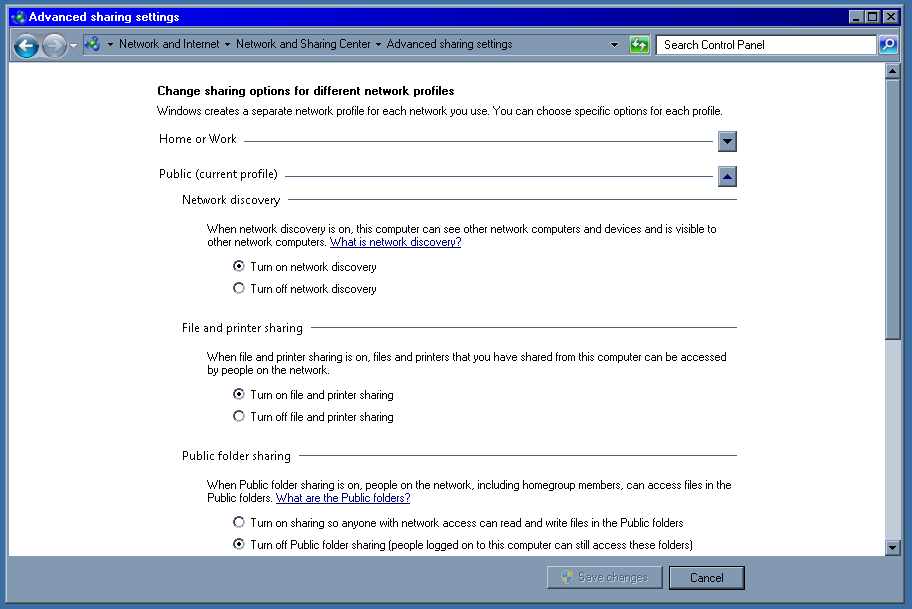 Advanced sharing settings
Network and Internet Network and Sharing Center Advanced sharing settings Search Control Panel
Change sharing options for different network profiles
Windows creates a separate network profile for each network you use. You can choose specific options for each profile.
Home or Work
Public (current profile)
Network discovery
When network discovery is on, this computer can see other network computers and devices and is visible to
other network computers. What is network discovery?
Turn on network discovery
Turn off network discovery
File and printer sharing
When file and printer sharing is on, files and printers that you have shared from this computer can be accessed
by people on the network.
Turn on file and printer sharing
Turn off file and printer sharing
Public folder sharing
When Public folder sharing is on, people on the network, including homegroup members, can access files in the
Public folders. What are the Public folders?
Turn on sharing so anyone with network access can read and write files in the Public folders
Turn off Public folder sharing (people logged on to this computer can still access these folders)
Save changes Cancel